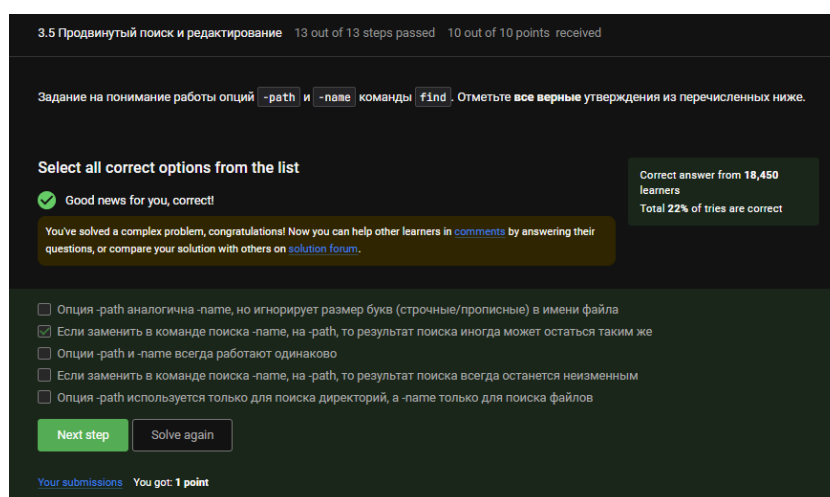 3.5 Продвинутый поиск и редактирование 13 out of 13 steps passed 10 out of 10 points received
Задание на понимание работы опций -path и -name команды find. Отметьте все верные утверждения из перечисленных ниже.
Select all correct options from the list
Good news for you, correct!
You've solved a complex problem, congratulations! Now you can help other learners in comments by answering their
questions, or compare your solution with others on solution forum.
Correct answer from 18,450
learners
Total 22% of tries are correct
Опция -path аналогична -name, но игнорирует размер букв (строчные/прописные) в имени файла
Если заменить в команде поиска -name, на -path, то результат поиска иногда может остаться таким же
Опции -path и -name всегда работают одинаково
Если заменить в команде поиска -name, на -path, то результат поиска всегда останется неизменным
Опция -path используется только для поиска директорий, а -name только для поиска файлов
Next step Solve again
Your submissions You got: 1 point